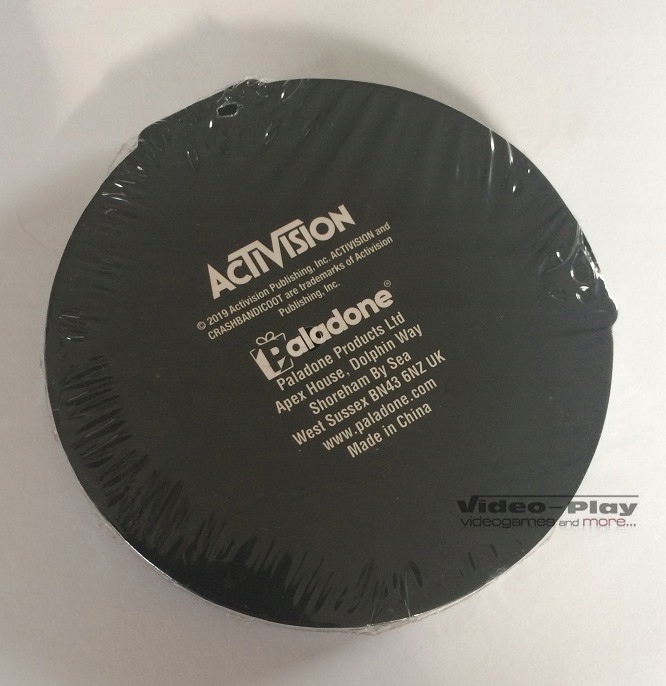 ACTIVISION
© 2019 Activision Publishing, Inc. ACTIVISION and
CRASHBANDICOOT are trademarks of Activision
Publishing, Inc.
Paladone®
Paladone Products Ltd
Apex House, Dolphin Way
Shoreham By Sea
West Sussex BN43 6NZ UK
www.paladone.com
Made in China
Video-Play
videogames and more...